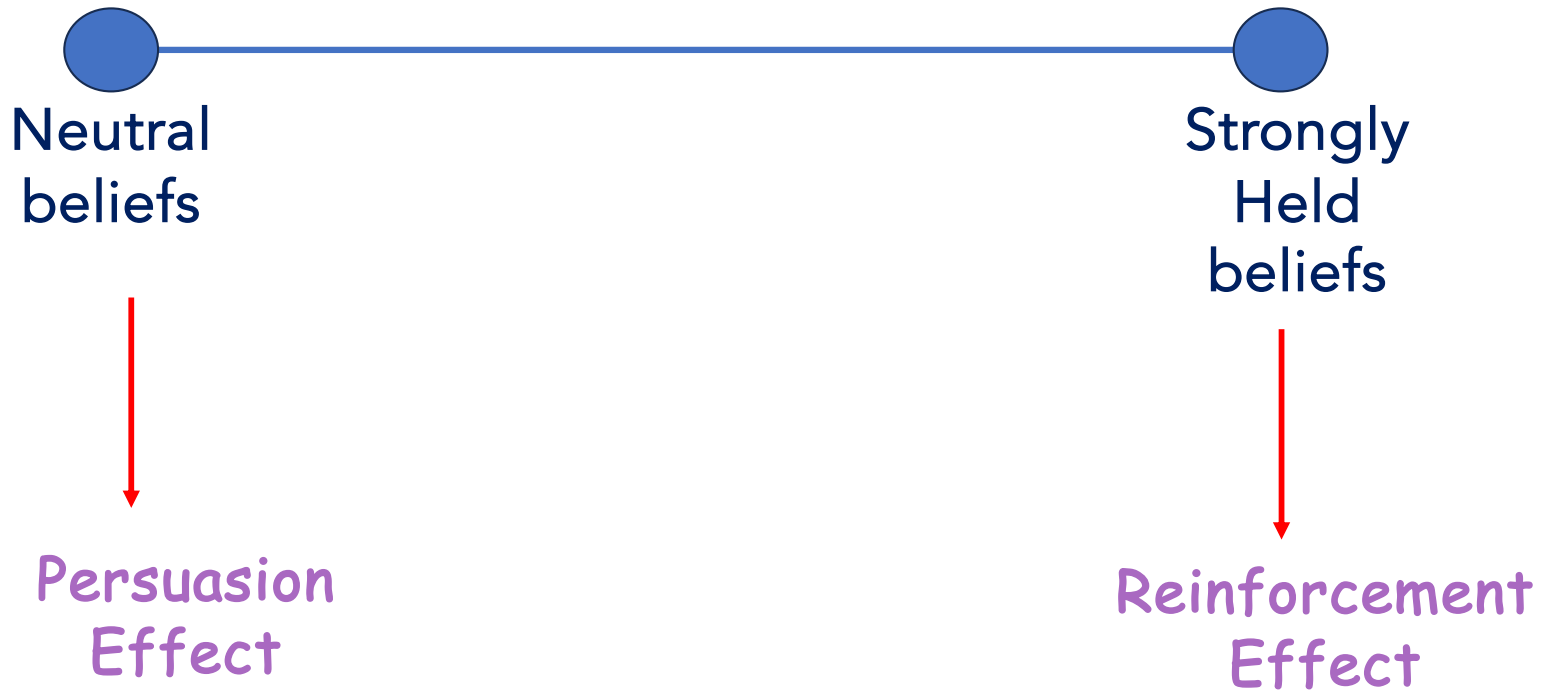 Neutral
beliefs
Strongly
Held
beliefs
Persuasion
Effect
Reinforcement
Effect